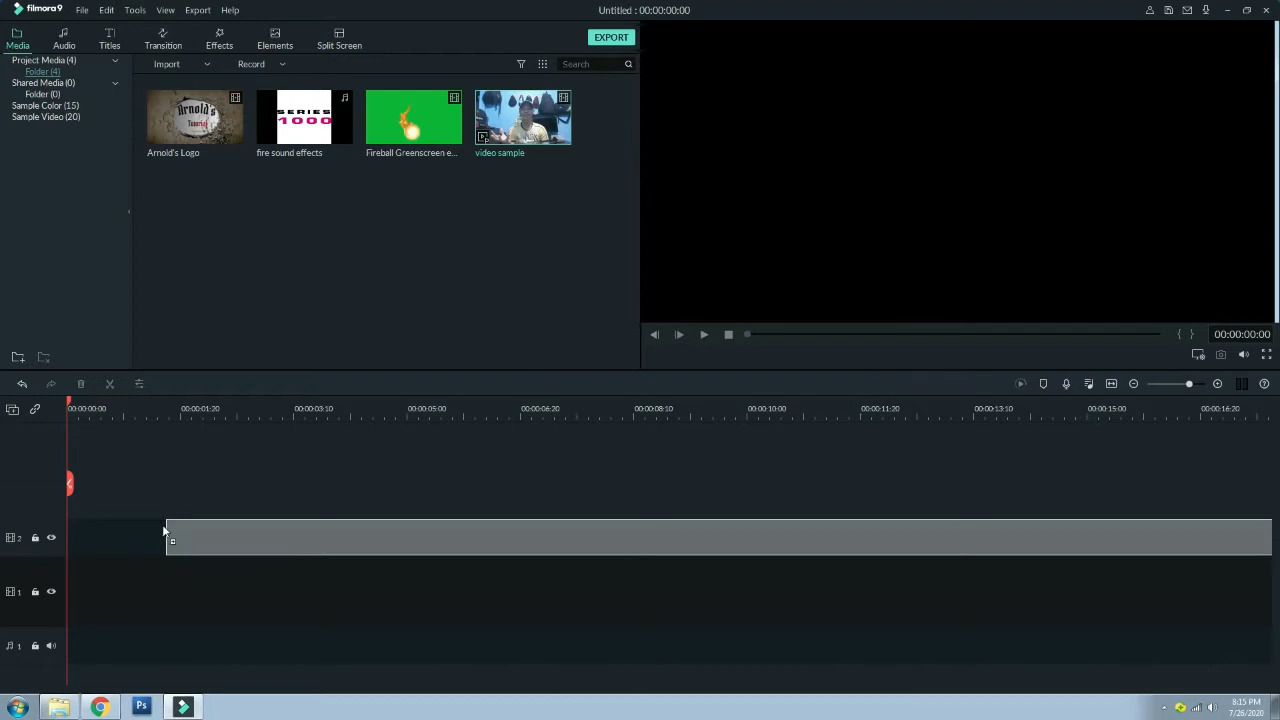 filmora9 File Edit Tools View Export Help Untitled : 00:00:00:00
Media Audio Titles Transition Effects Elements Split Screen EXPORT
Project Media (4)
Folder (4)
Shared Media (0)
Folder (0)
Sample Color (15)
Sample Video (20)
Import Record Search
Arnold's
Tutorial
SERIES
1000
Arnold's Logo fire sound effects Fireball Greenscreen e... video sample
{ } 00:00:00:00
00:00:00:00 00:00:01:20 00:00:03:10 00:00:05:00 00:00:06:20 00:00:08:10 00:00:10:00 00:00:11:20 00:00:13:10 00:00:15:00 00:00:16:20
2
1
1
Ps
8:15 PM
7/26/2020